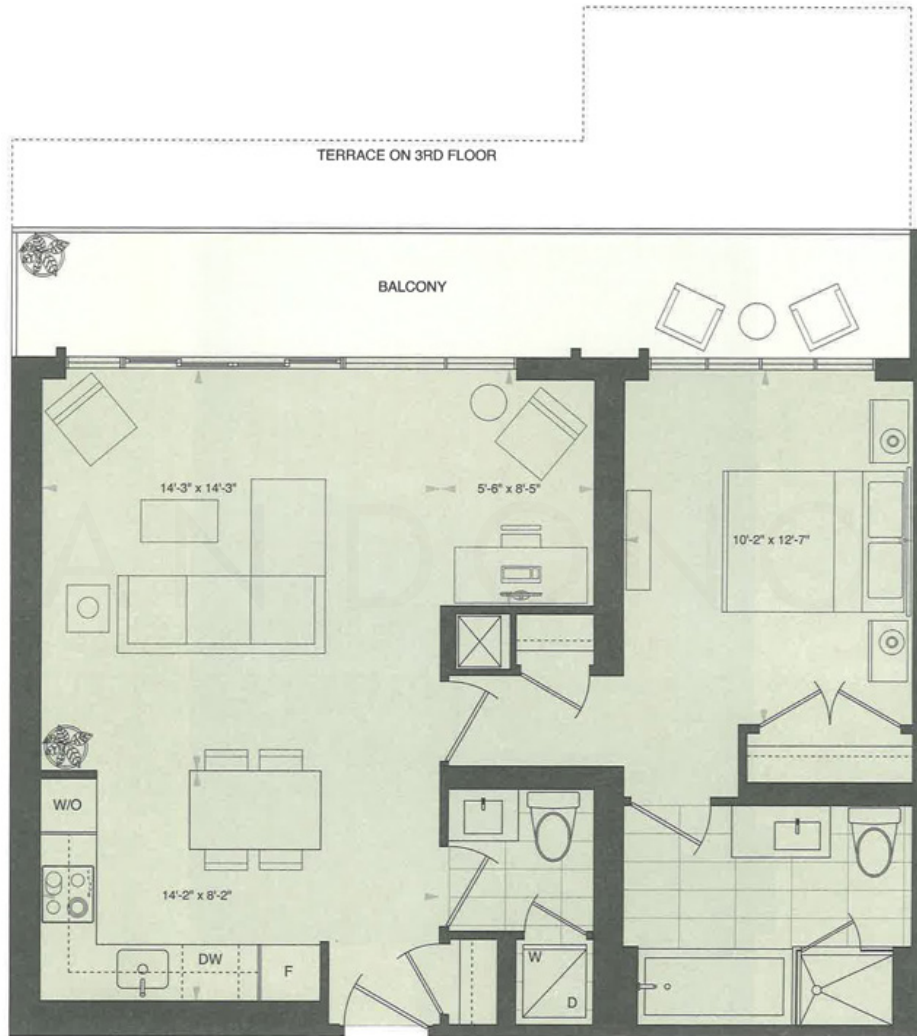 TERRACE ON 3RD FLOOR
BALCONY
14'-3" x 14'-3"
5'-6" x 8'-5"
10'-2" x 12'-7"
W/O
14'-2" x 8'-2"
DW
F
W
D